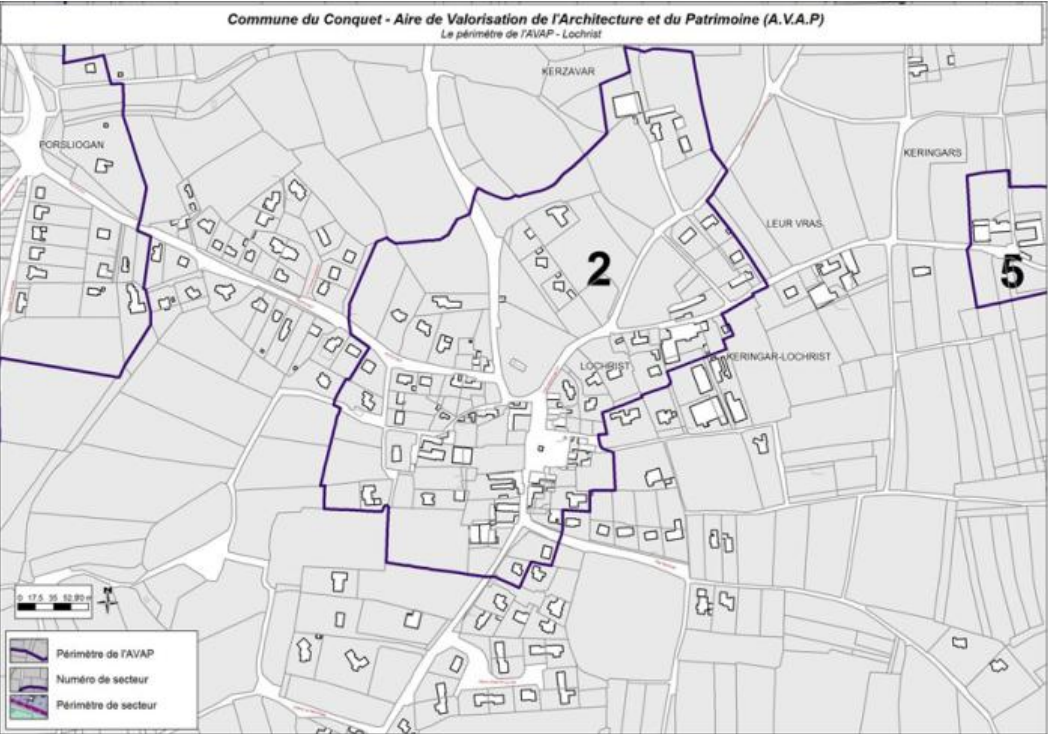 Commune du Conquet - Aire de Valorisation de l'Architecture et du Patrimoine (A.V.A.P)
Le périmètre de l'AVAP - Lochrist
KERZAVAR
PORSLIOGAN
KERINGARS
LEUR VRAS
2
5
LOCHRIST
KERINGAR-LOCHRIST
N
0 17,5 35
Périmètre de l'AVAP
Numéro de secteur
Périmètre de secteur